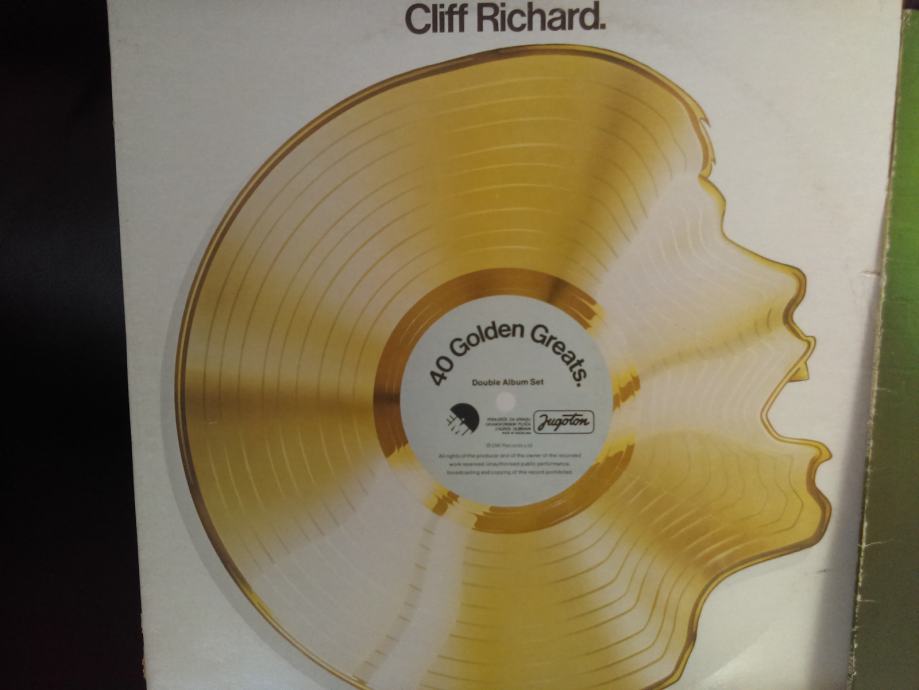 Cliff Richard.
40 Golden Greats.
Double Album Set
Jugoton
All rights of the producer and of the owner of the recorded
work reserved. Unauthorised public performance,
broadcasting and copying of this record prohibited.